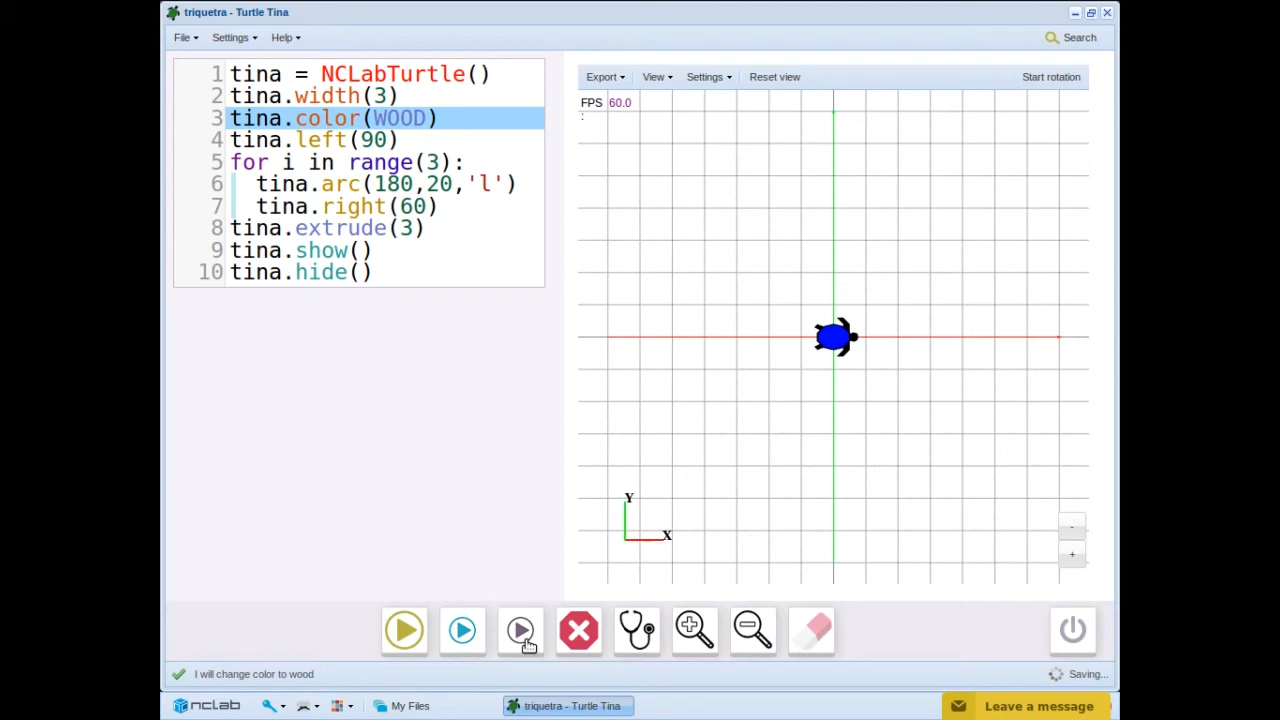 triquetra - Turtle Tina
File Settings Help Search
1 tina = NCLabTurtle()
2 tina.width(3)
3 tina.color(WOOD)
4 tina.left(90)
5 for i in range(3):
6 tina.arc(180,20,'l')
7 tina.right(60)
8 tina.extrude(3)
9 tina.show()
10 tina.hide()
Export View Settings Reset view Start rotation
FPS 60.0
:
Y
X
-
+
I will change color to wood Saving...
nclab My Files triquetra - Turtle Tina Leave a message